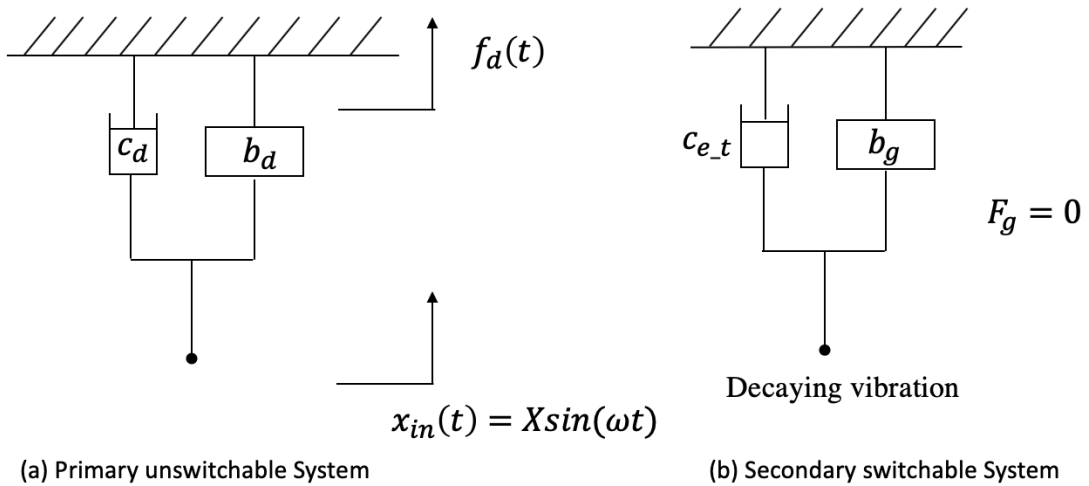 f_d(t)
c_d
b_d
x_in(t) = Xsin(ωt)
(a) Primary unswitchable System
c_e_t
b_g
F_g = 0
Decaying vibration
(b) Secondary switchable System